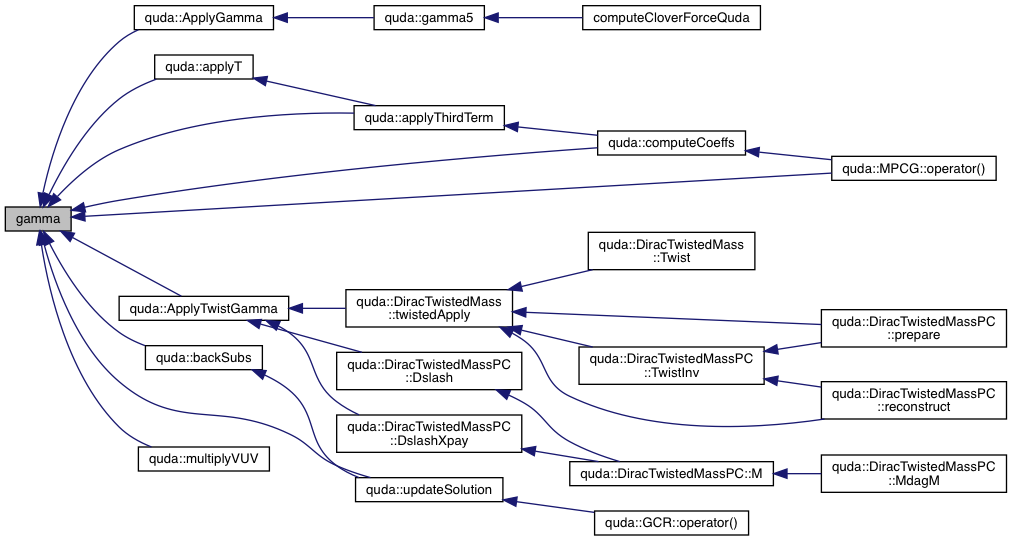 quda::ApplyGamma
quda::gamma5
computeCloverForceQuda
quda::applyT
quda::applyThirdTerm
quda::computeCoeffs
quda::MPCG::operator()
gamma
quda::DiracTwistedMass
::Twist
quda::ApplyTwistGamma
quda::DiracTwistedMass
::twistedApply
quda::DiracTwistedMassPC
::prepare
quda::backSubs
quda::DiracTwistedMassPC
::Dslash
quda::DiracTwistedMassPC
::TwistInv
quda::DiracTwistedMassPC
::reconstruct
quda::DiracTwistedMassPC
::DslashXpay
quda::multiplyVUV
quda::DiracTwistedMassPC::M
quda::DiracTwistedMassPC
::MdagM
quda::updateSolution
quda::GCR::operator()